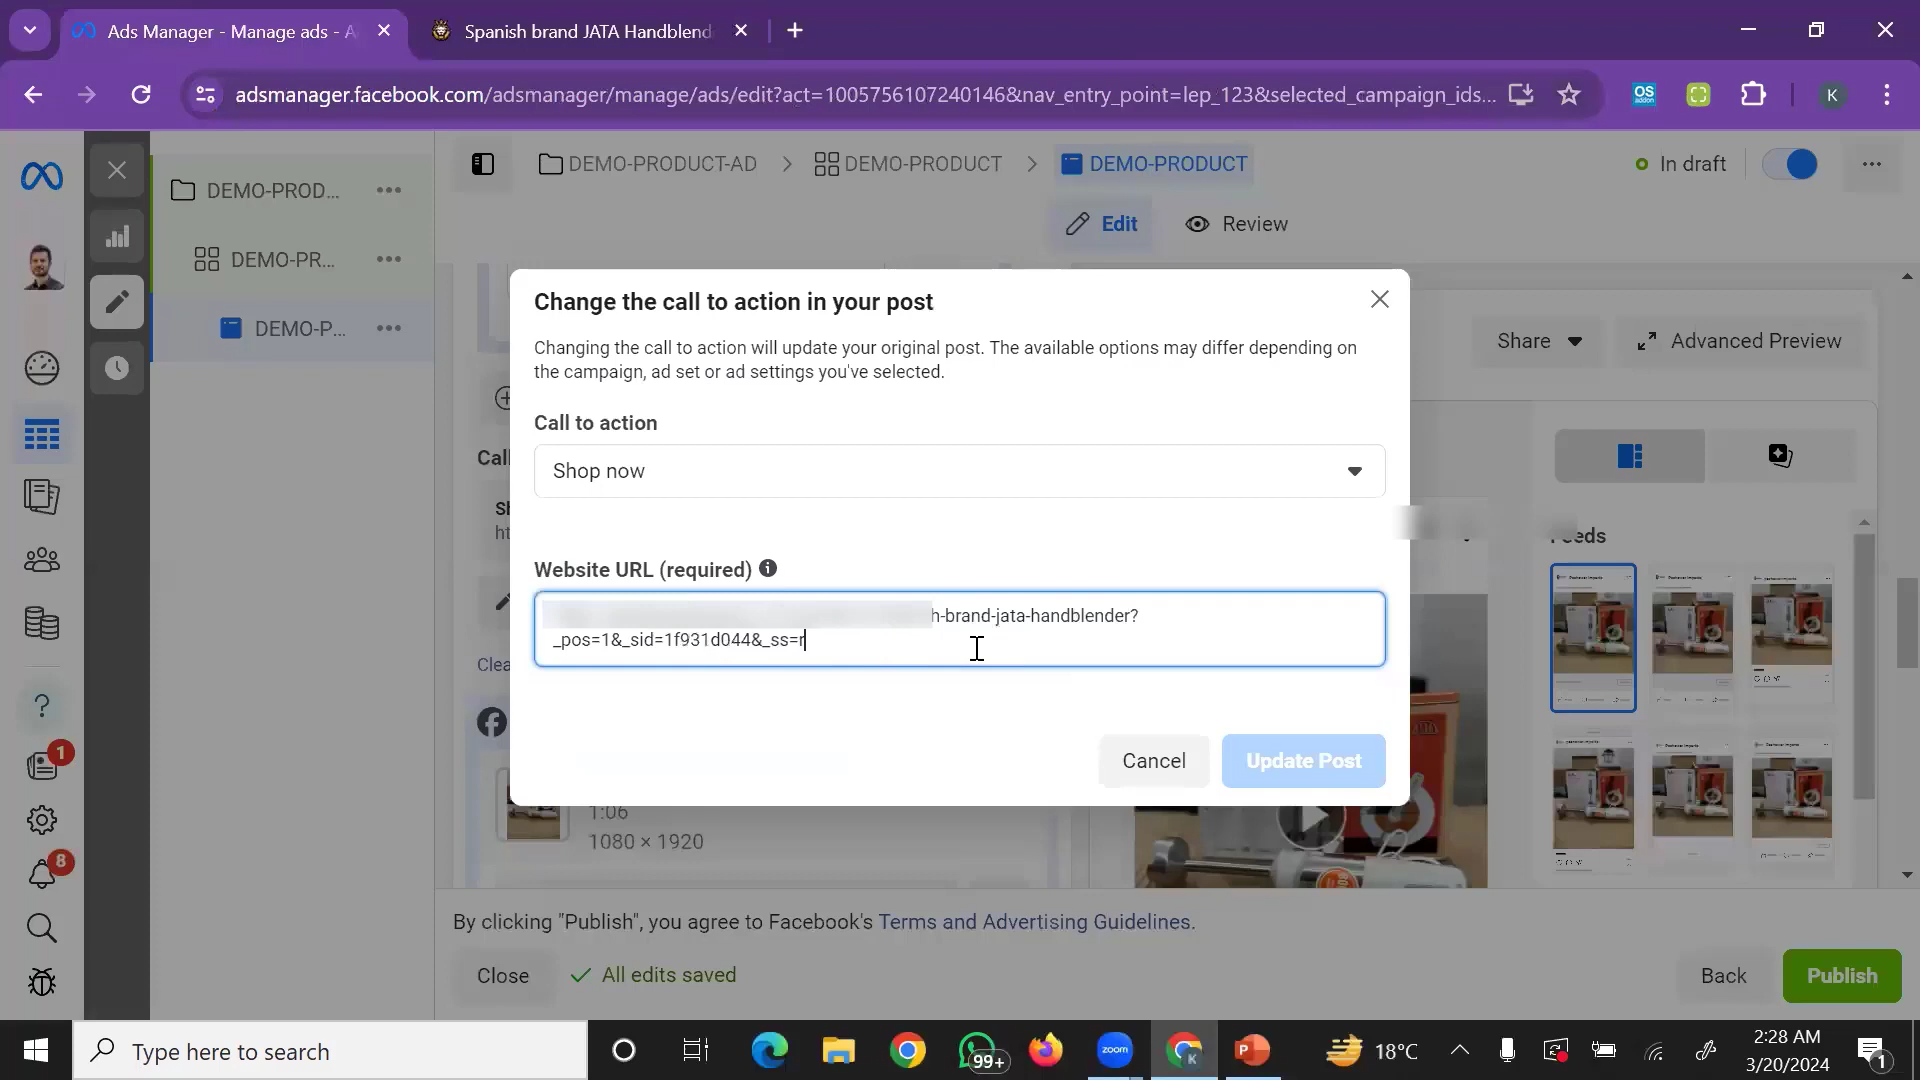 Ads Manager - Manage ads - A
Spanish brand JATA Handblend
adsmanager.facebook.com/adsmanager/manage/ads/edit?act=1005756107240146&nav_entry_point=lep_123&selected_campaign_ids...
OS
addon
K
DEMO-PROD...
DEMO-PR...
DEMO-P...
DEMO-PRODUCT-AD
DEMO-PRODUCT
DEMO-PRODUCT
In draft
Edit
Review
Share
Advanced Preview
Change the call to action in your post
Changing the call to action will update your original post. The available options may differ depending on
the campaign, ad set or ad settings you've selected.
Call to action
Shop now
Website URL (required)
h-brand-jata-handblender?
_pos=1&_sid=1f931d044&_ss=r
Cancel
Update Post
Call
Sh
ht
Clea
1:06
1080 × 1920
Feeds
By clicking "Publish", you agree to Facebook's Terms and Advertising Guidelines.
Close
All edits saved
Back
Publish
1
8
Type here to search
99+
zoom
K
18°C
2:28 AM
3/20/2024
1